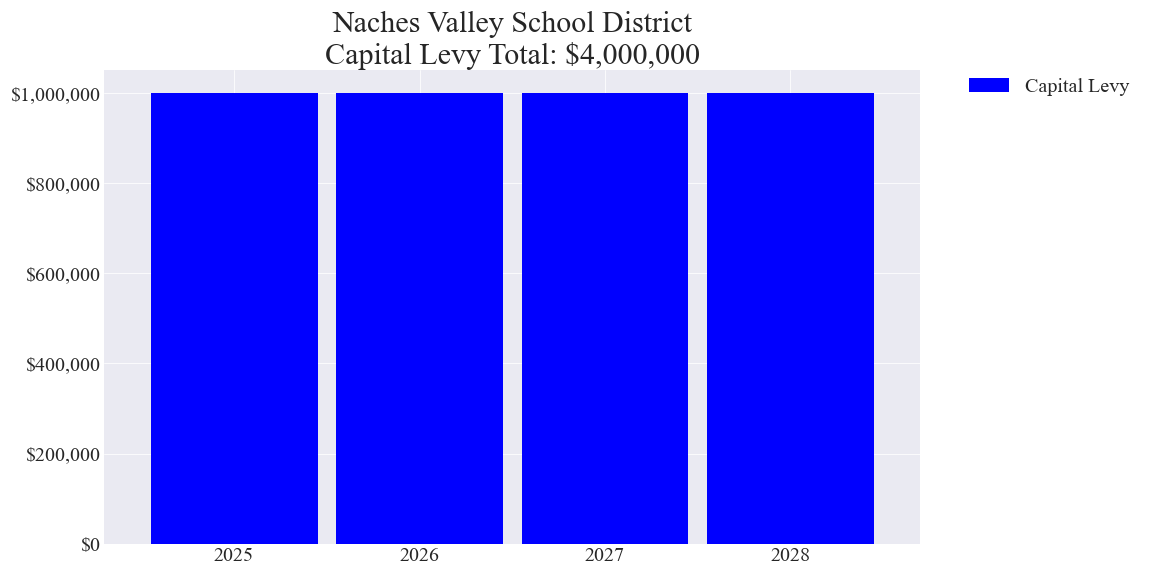 Naches Valley School District
Capital Levy Total: $4,000,000
Capital Levy
$1,000,000
$800,000
$600,000
$400,000
$200,000
$0
2025 2026 2027 2028